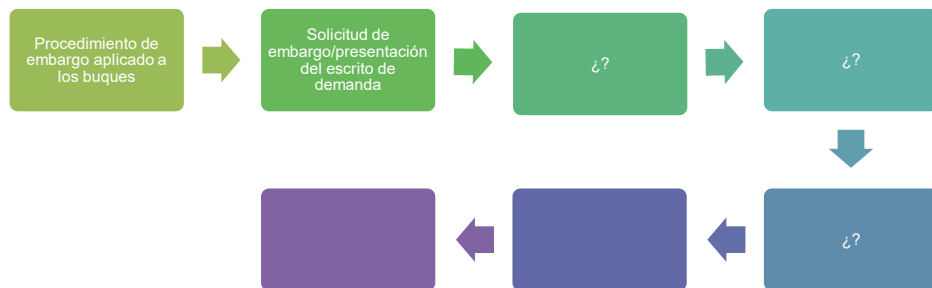 Procedimiento de
embargo aplicado a
los buques
Solicitud de
embargo/presentación
del escrito de
demanda
¿?
¿?
¿?